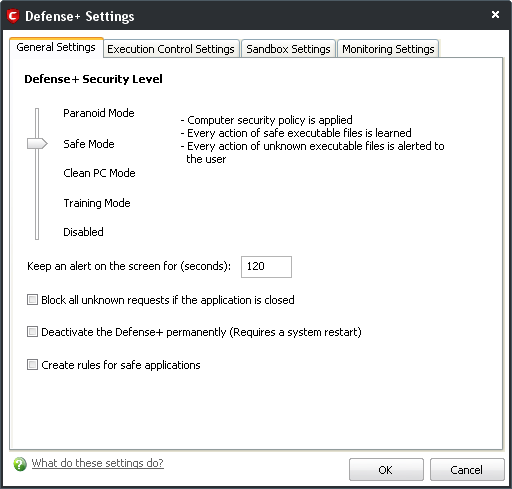 Defense+ Settings
General Settings
Execution Control Settings
Sandbox Settings
Monitoring Settings
Defense+ Security Level
Paranoid Mode
Safe Mode
Clean PC Mode
Training Mode
Disabled
- Computer security policy is applied
- Every action of safe executable files is learned
- Every action of unknown executable files is alerted to
the user
Keep an alert on the screen for (seconds): 120
Block all unknown requests if the application is closed
Deactivate the Defense+ permanently (Requires a system restart)
Create rules for safe applications
What do these settings do?
OK
Cancel